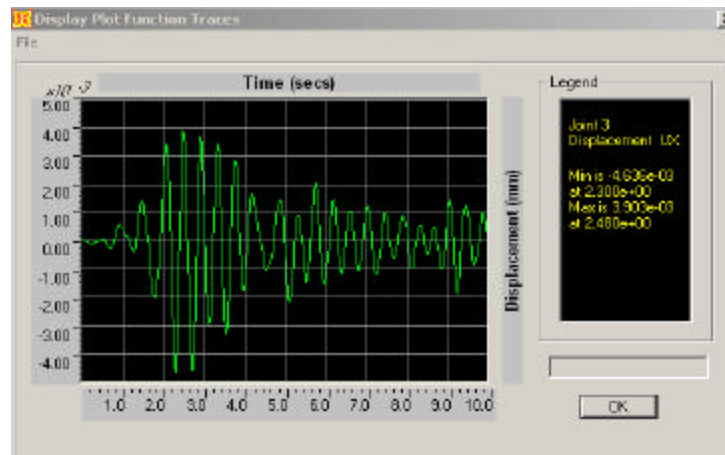 Display Plot Function Traces
File
x10 -3
Time (secs)
5.00
4.00
3.00
2.00
1.00
0.00
-1.00
-2.00
-3.00
-4.00
1.0 2.0 3.0 4.0 5.0 6.0 7.0 8.0 9.0 10.0
Displacement (mm)
Legend
Joint 3
Displacement UX
Min is -4.636e-03
at 2.300e+00
Max is 3.903e-03
at 2.480e+00
OK